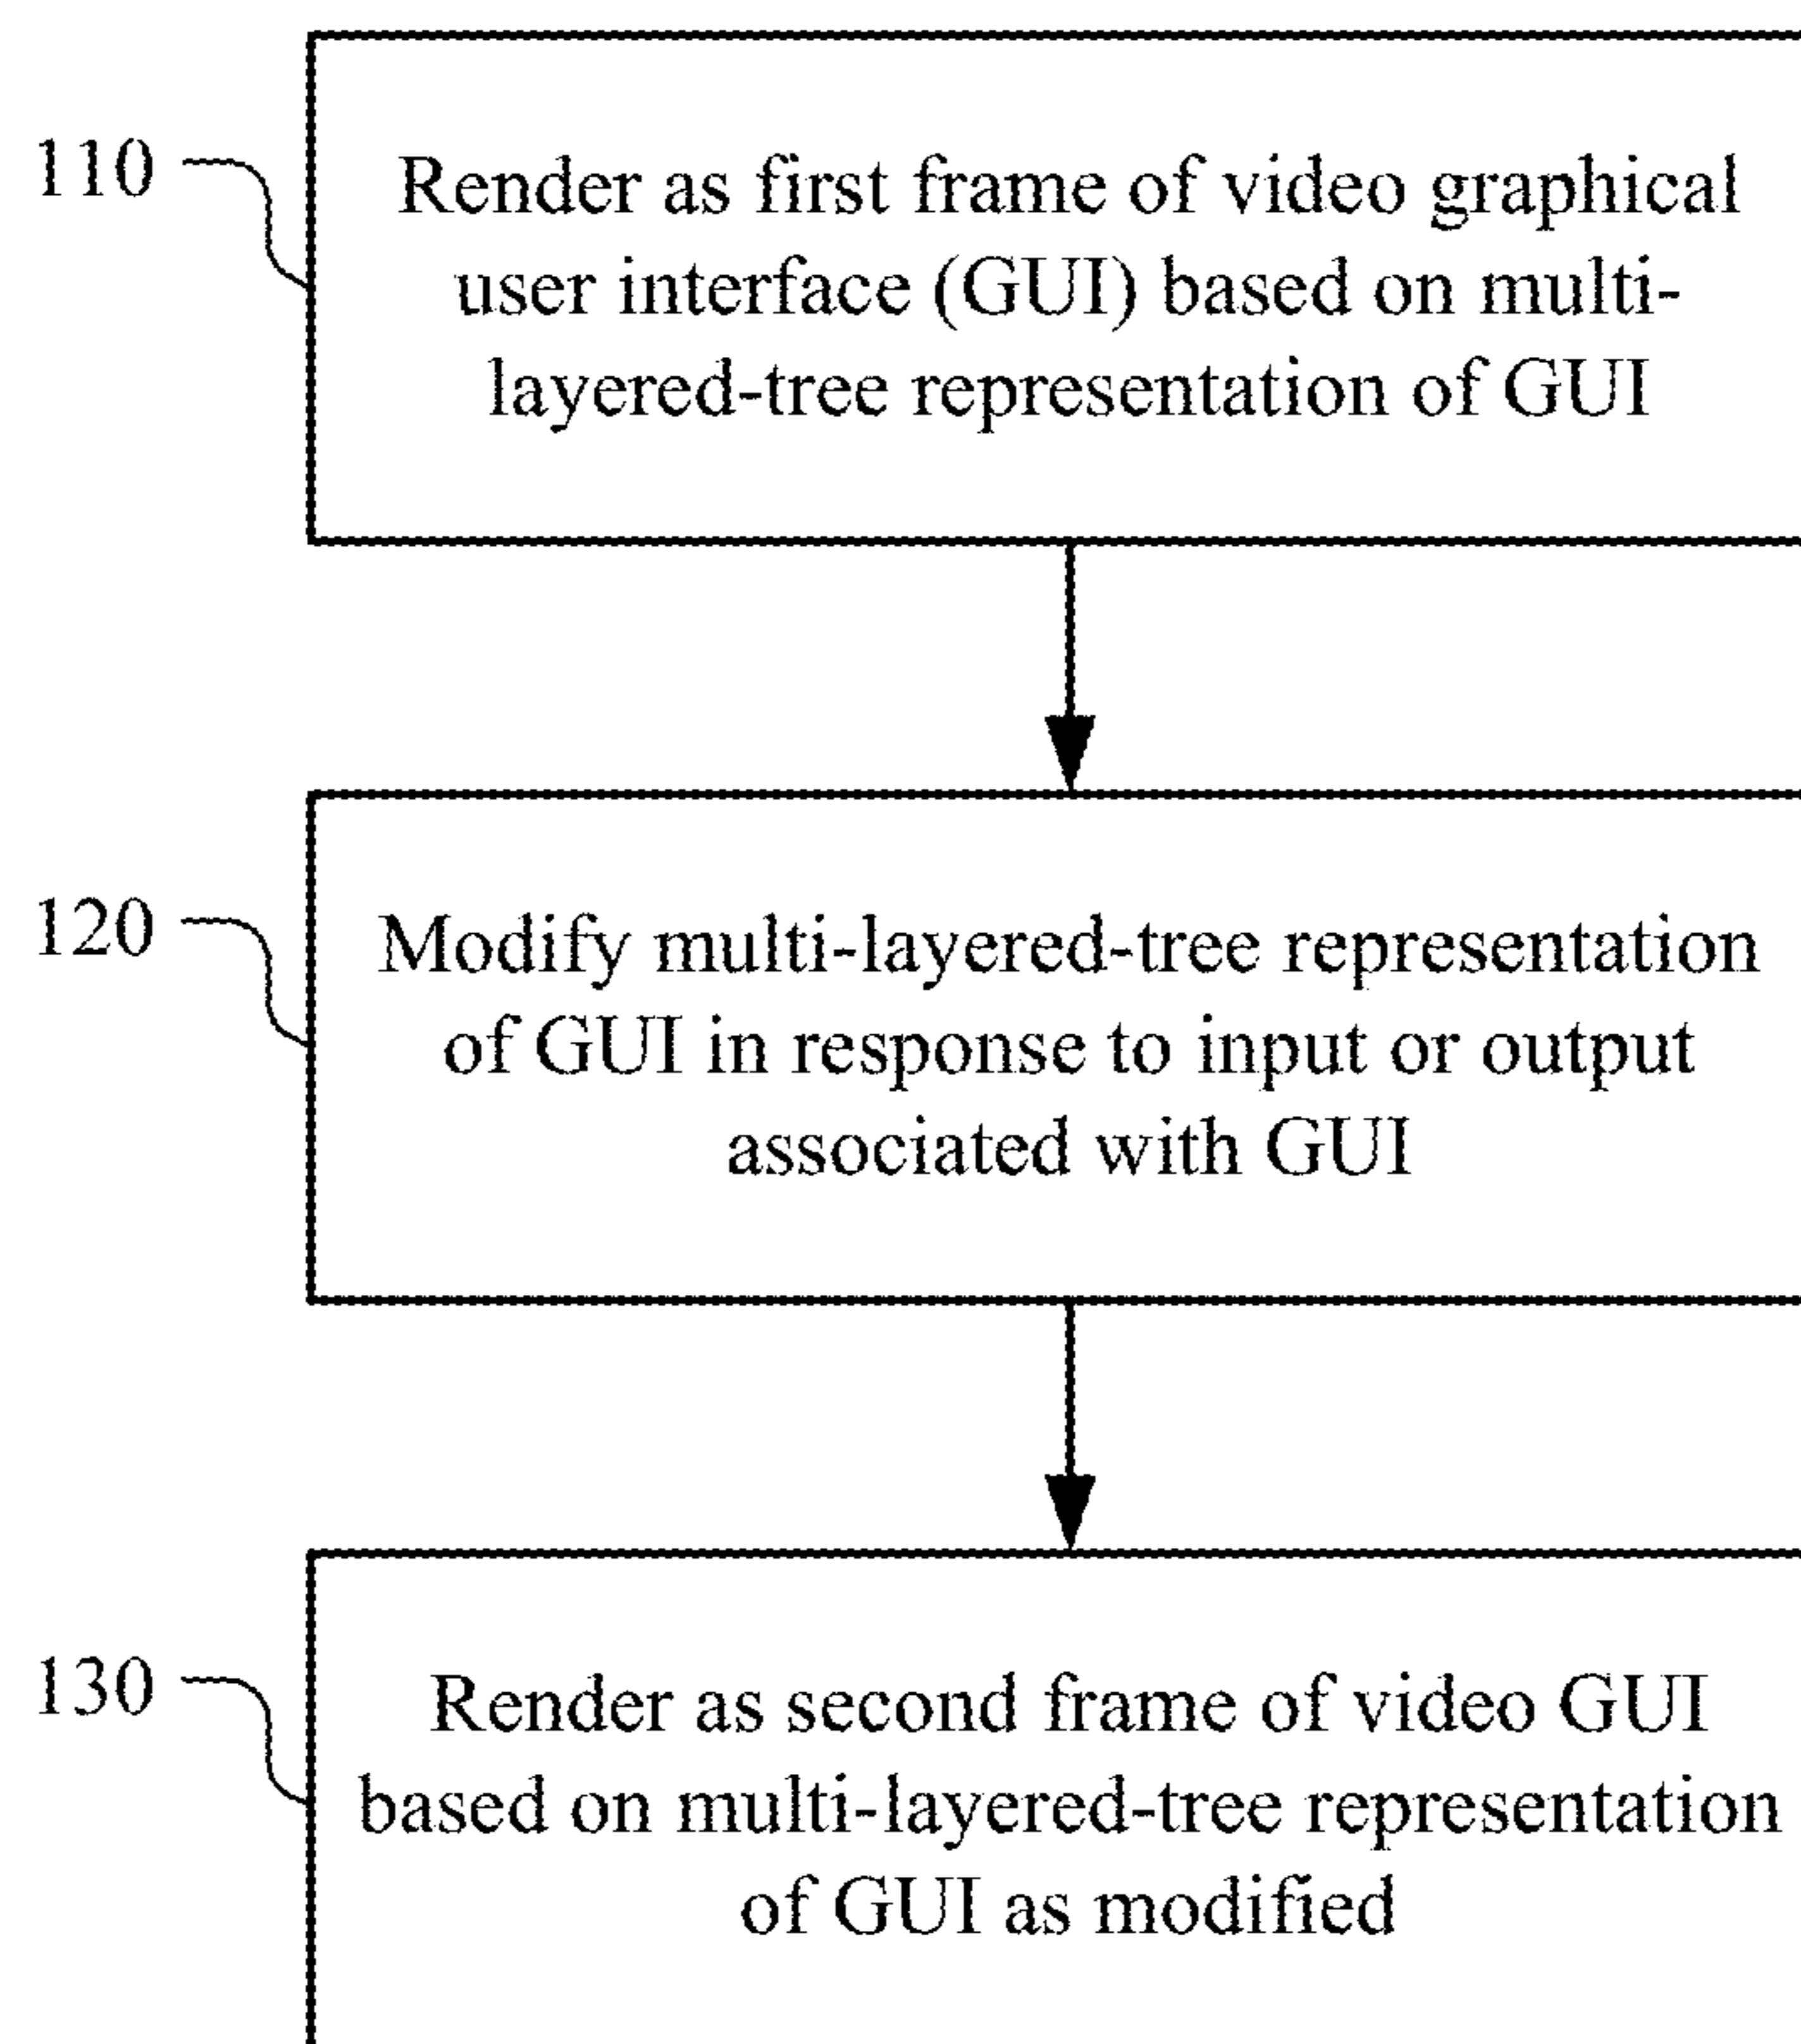 110
Render as first frame of video graphical
user interface (GUI) based on multi-
layered-tree representation of GUI
120
Modify multi-layered-tree representation
of GUI in response to input or output
associated with GUI
130
Render as second frame of video GUI
based on multi-layered-tree representation
of GUI as modified